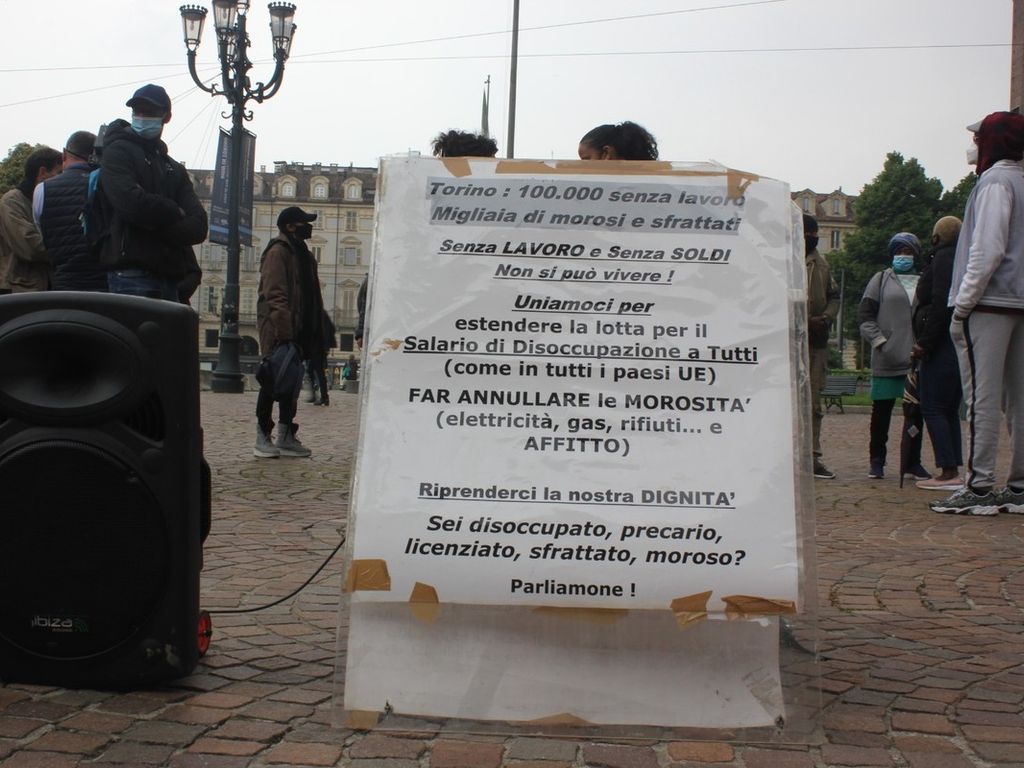 Torino : 100.000 senza lavoro
Migliaia di morosi e sfrattati
Senza LAVORO e Senza SOLDI
Non si può vivere !
Uniamoci per
estendere la lotta per il
Salario di Disoccupazione a Tutti
(come in tutti i paesi UE)
FAR ANNULLARE le MOROSITA'
(elettricità, gas, rifiuti... e
AFFITTO)
Riprenderci la nostra DIGNITA'
Sei disoccupato, precario,
licenziato, sfrattato, moroso?
Parliamone !
ibiza